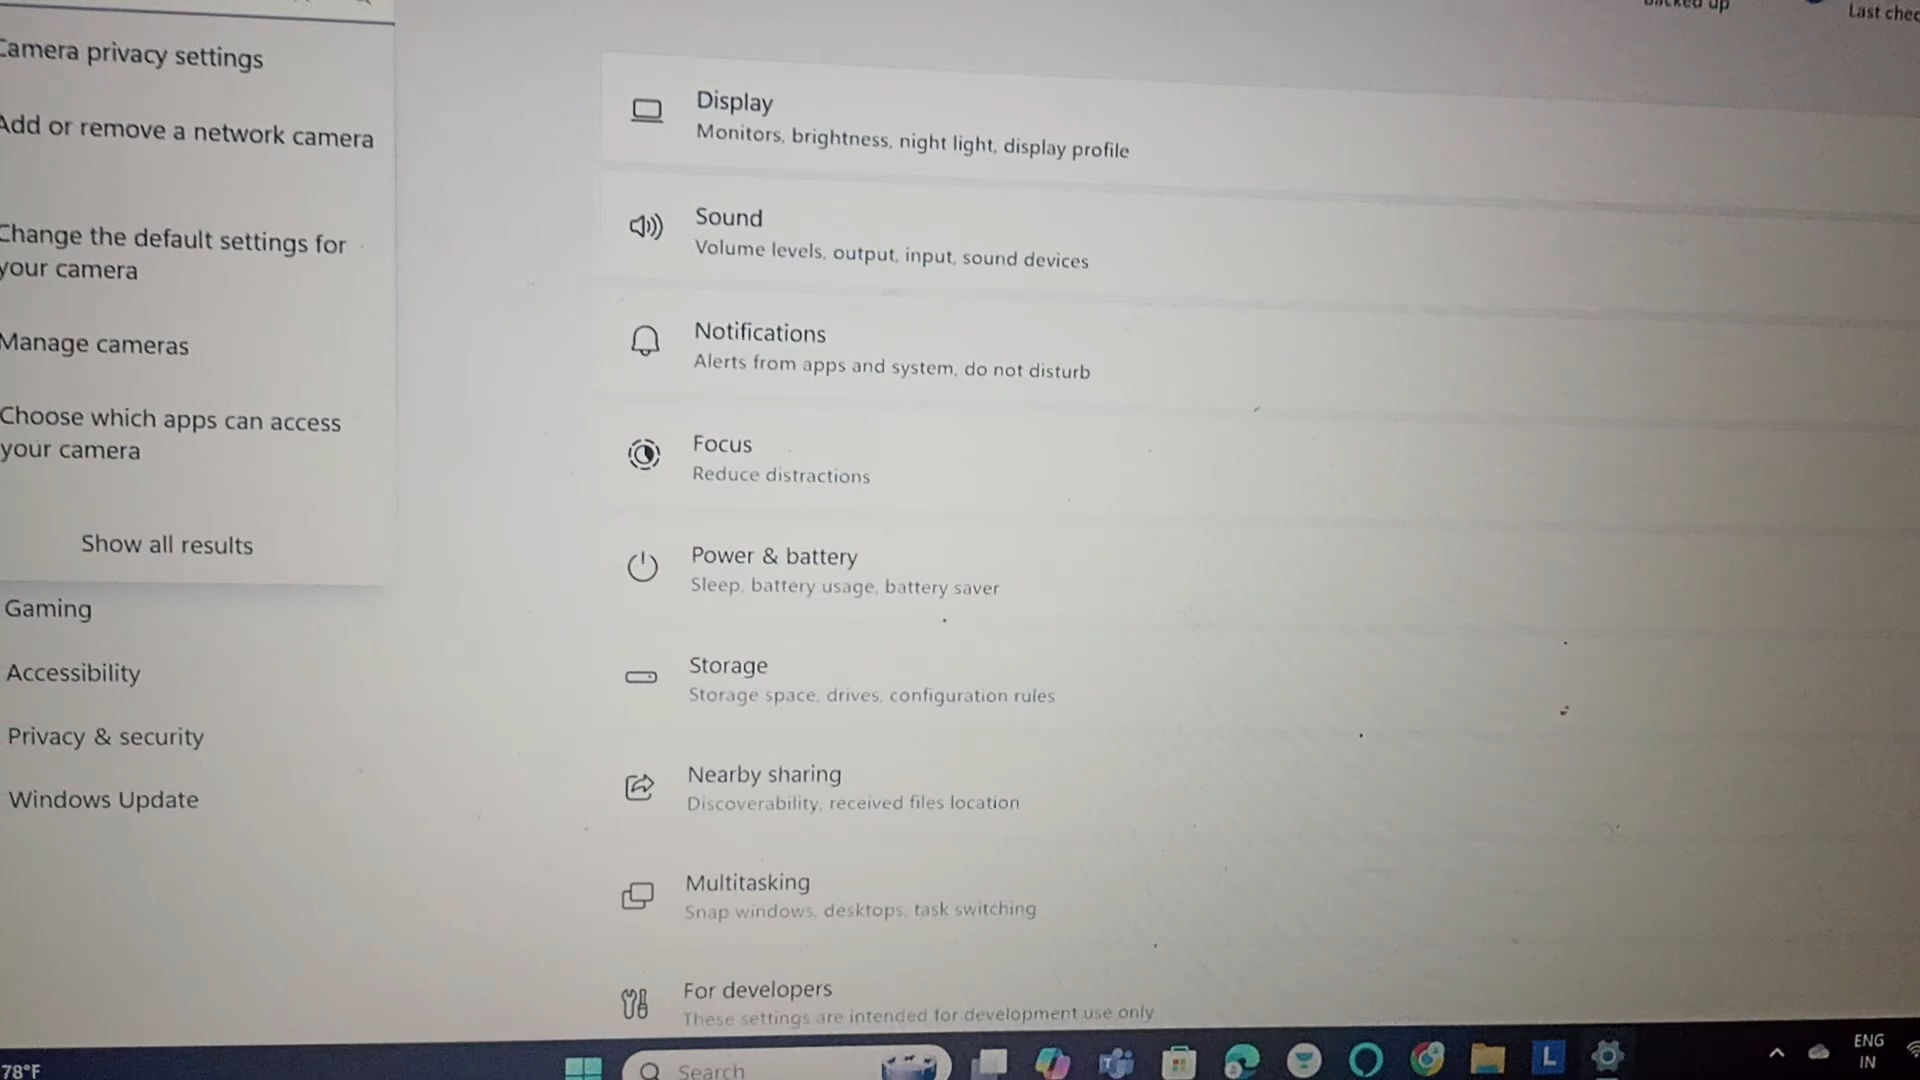 Last
Camera privacy settings
Add or remove a network camera
Change the default settings for
your camera
Manage cameras
Choose which apps can access
your camera
Show all results
Gaming
Accessibility
Privacy & security
Windows Update
Display
Monitors, brightness, night light, display profile
Sound
Volume levels, output, input, sound devices
Notifications
Alerts from apps and system, do not disturb
Focus
Reduce distractions
Power & battery
Sleep, battery usage, battery saver
Storage
Storage space, drives, configuration rules
Nearby sharing
Discoverability, received files location
Multitasking
Snap windows, desktops, task switching
For developers
These settings are intended for development use only
78°F
Search
L
ENG
IN